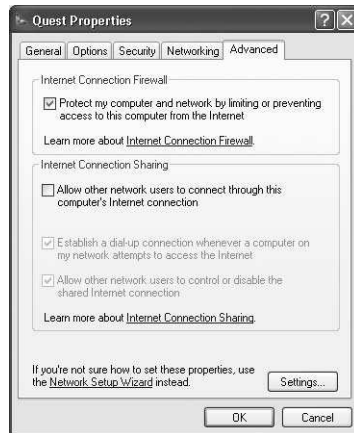 Quest Properties
General Options Security Networking Advanced
Internet Connection Firewall
Protect my computer and network by limiting or preventing
access to this computer from the Internet
Learn more about Internet Connection Firewall.
Internet Connection Sharing
Allow other network users to connect through this
computer's Internet connection
Establish a dial-up connection whenever a computer on
my network attempts to access the Internet
Allow other network users to control or disable the
shared Internet connection
Learn more about Internet Connection Sharing.
If you're not sure how to set these properties, use
the Network Setup Wizard instead.
Settings...
OK Cancel